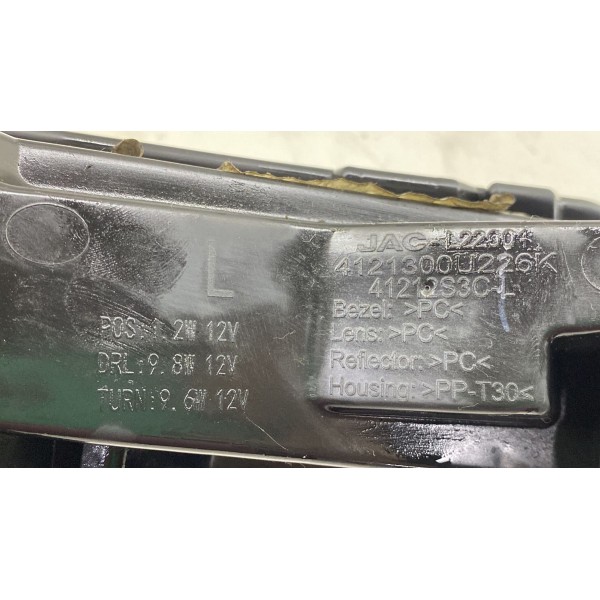 L
POS:1.2W 12V
DRL:9.8W 12V
TURN:9.6W 12V
JAC-L22601
4121300U226K
41212S3C-L
Bezel: >PC<
Lens: >PC<
Reflector: >PC<
Housing: >PP-T30<